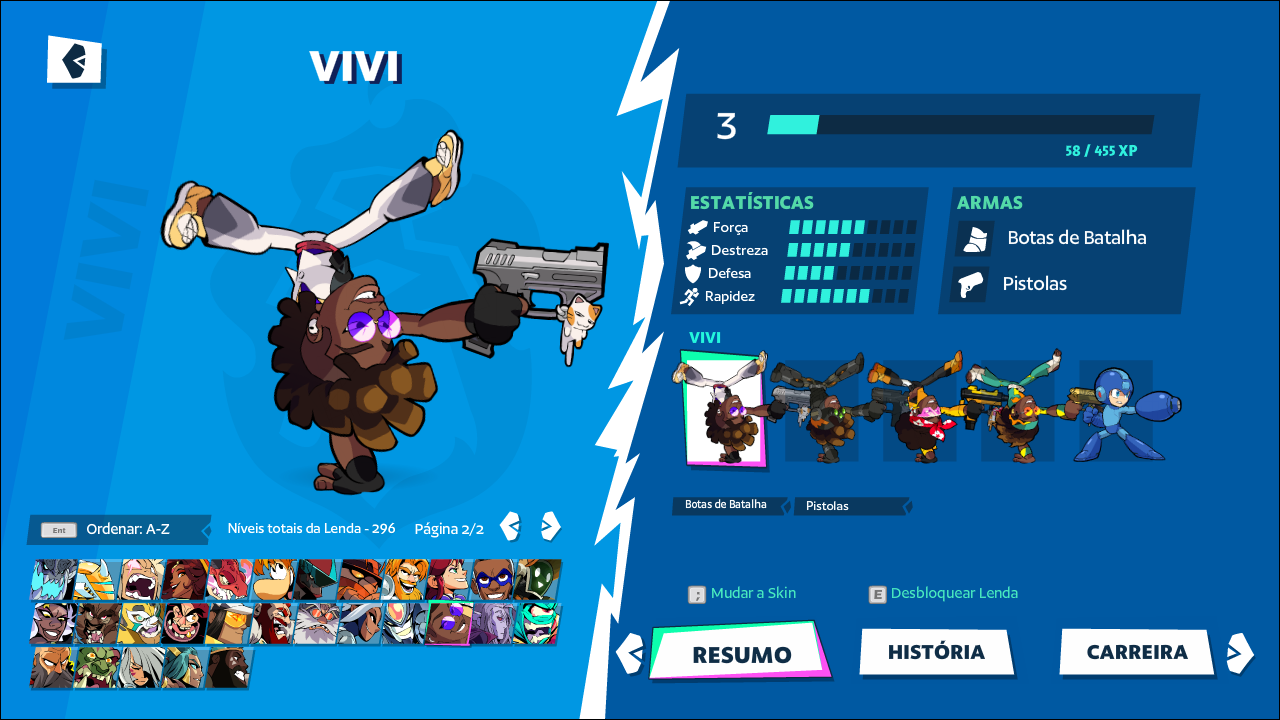 VIVI
VIVI
3
58 / 455 XP
ESTATÍSTICAS
Força
Destreza
Defesa
Rapidez
ARMAS
Botas de Batalha
Pistolas
VIVI
Botas de Batalha
Pistolas
Ent
Ordenar: A-Z
Níveis totais da Lenda - 296
Página 2/2
; Mudar a Skin
E Desbloquear Lenda
RESUMO
HISTÓRIA
CARREIRA